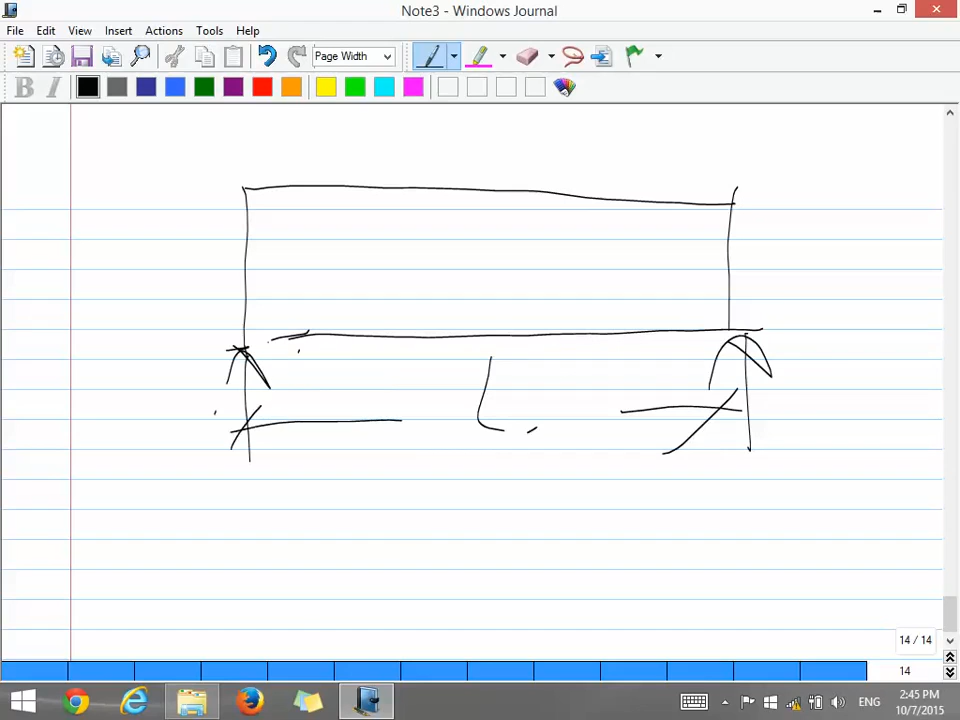 Note3 - Windows Journal
File Edit View Insert Actions Tools Help
Page Width
B I
L
14 / 14
14
ENG
2:45 PM
10/7/2015